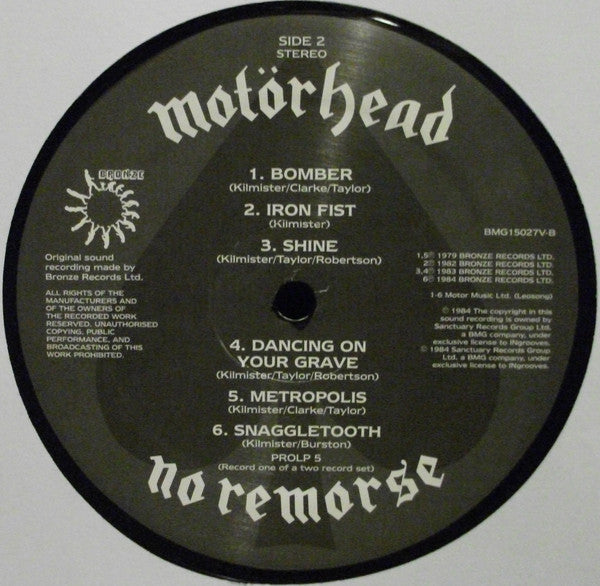 SIDE 2
STEREO
motörhead
BRONZE
1. BOMBER
(Kilmister/Clarke/Taylor)
2. IRON FIST
(Kilmister)
3. SHINE
(Kilmister/Taylor/Robertson)
Original sound
recording made by
Bronze Records Ltd.
ALL RIGHTS OF THE
MANUFACTURERS AND
OF THE OWNERS OF
THE RECORDED WORK
RESERVED. UNAUTHORISED
COPYING, PUBLIC
PERFORMANCE, AND
BROADCASTING OF THIS
WORK PROHIBITED.
BMG15027V-B
1,5℗ 1979 BRONZE RECORDS LTD.
2℗ 1982 BRONZE RECORDS LTD.
3,4℗ 1983 BRONZE RECORDS LTD.
6℗ 1984 BRONZE RECORDS LTD.
1-6 Motor Music Ltd. (Leosong)
℗ 1984 The copyright in this
sound recording is owned by
Sanctuary Records Group Ltd.
a BMG company, under
exclusive license to INgrooves.
© 1984 Sanctuary Records Group
Ltd. a BMG company, under
exclusive license to INgrooves.
4. DANCING ON
YOUR GRAVE
(Kilmister/Taylor/Robertson)
5. METROPOLIS
(Kilmister/Clarke/Taylor)
6. SNAGGLETOOTH
(Kilmister/Burston)
PROLP 5
(Record one of a two record set)
no remorse